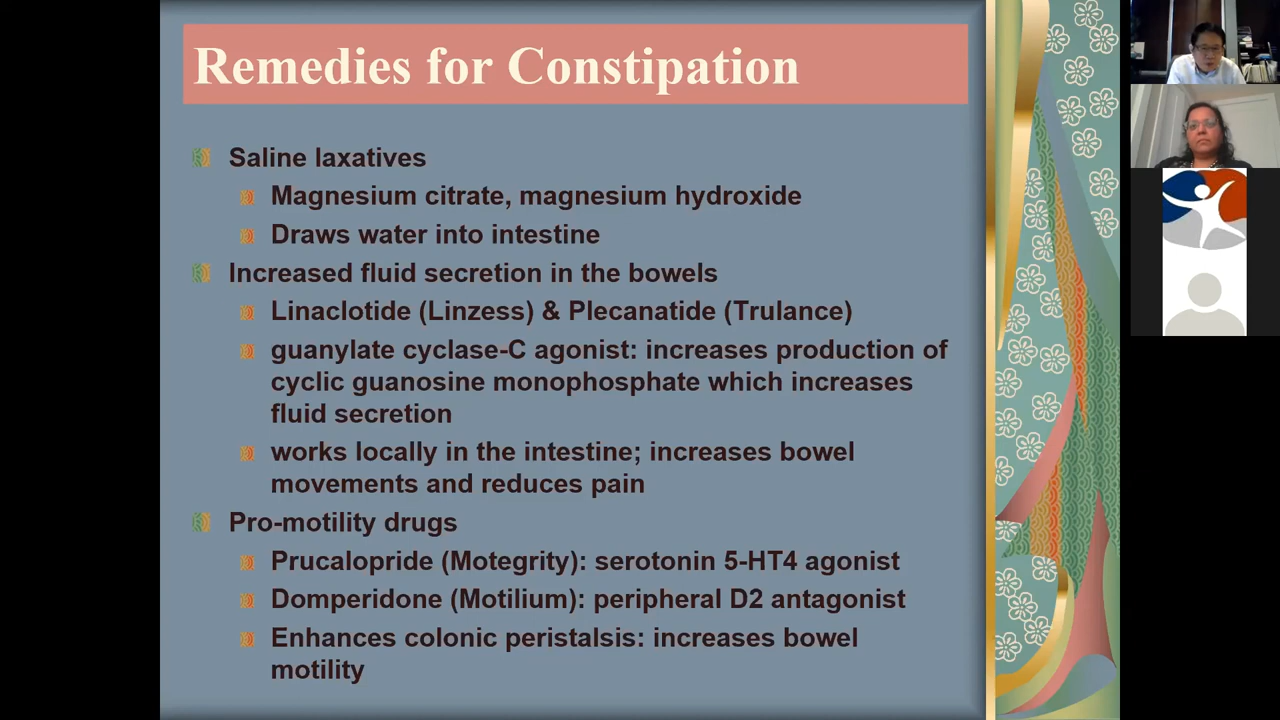 Remedies for Constipation
Saline laxatives
Magnesium citrate, magnesium hydroxide
Draws water into intestine
Increased fluid secretion in the bowels
Linaclotide (Linzess) & Plecanatide (Trulance)
guanylate cyclase-C agonist: increases production of
cyclic guanosine monophosphate which increases
fluid secretion
works locally in the intestine; increases bowel
movements and reduces pain
Pro-motility drugs
Prucalopride (Motegrity): serotonin 5-HT4 agonist
Domperidone (Motilium): peripheral D2 antagonist
Enhances colonic peristalsis: increases bowel
motility